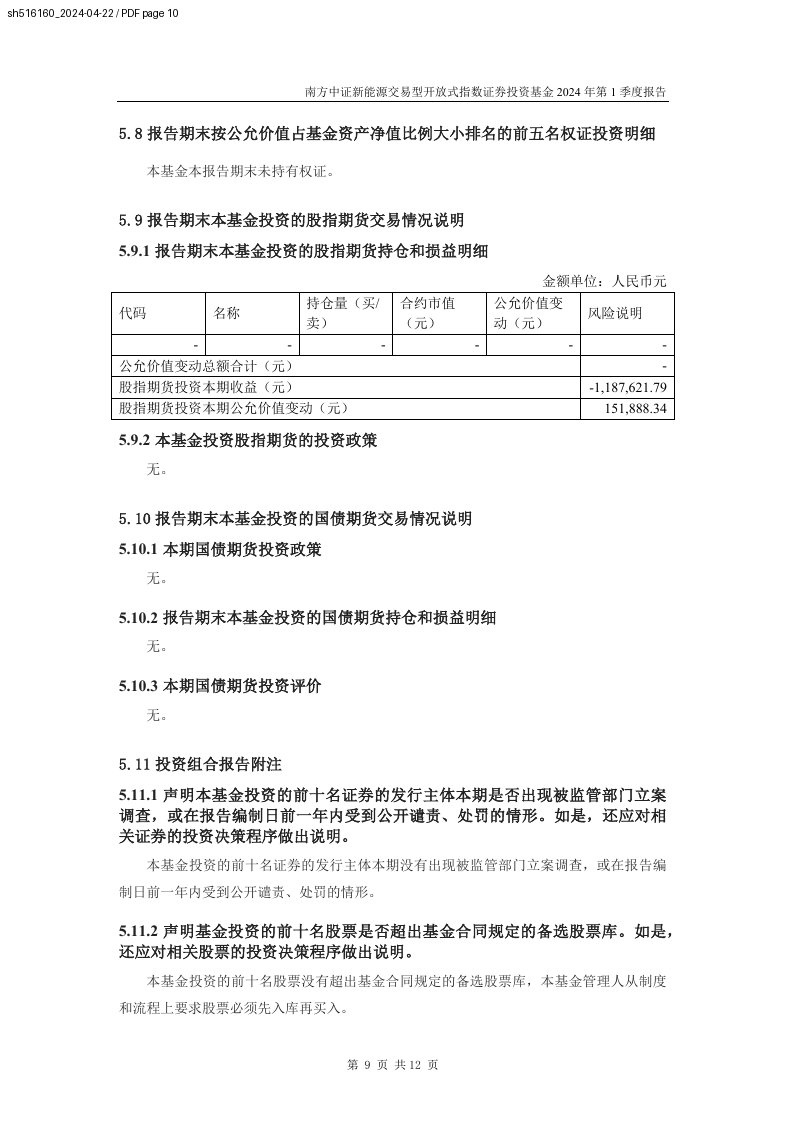 sh516160_2024-04-22 / PDF page 10
南方中证新能源交易型开放式指数证券投资基金 2024 年第 1 季度报告
5.8 报告期末按公允价值占基金资产净值比例大小排名的前五名权证投资明细
本基金本报告期末未持有权证。
5.9 报告期末本基金投资的股指期货交易情况说明
5.9.1 报告期末本基金投资的股指期货持仓和损益明细
金额单位：人民币元
代码 名称 持仓量（买/卖） 合约市值（元） 公允价值变动（元） 风险说明
- - - - - -
公允价值变动总额合计（元） -
股指期货投资本期收益（元） -1,187,621.79
股指期货投资本期公允价值变动（元） 151,888.34
5.9.2 本基金投资股指期货的投资政策
无。
5.10 报告期末本基金投资的国债期货交易情况说明
5.10.1 本期国债期货投资政策
无。
5.10.2 报告期末本基金投资的国债期货持仓和损益明细
无。
5.10.3 本期国债期货投资评价
无。
5.11 投资组合报告附注
5.11.1 声明本基金投资的前十名证券的发行主体本期是否出现被监管部门立案
调查，或在报告编制日前一年内受到公开谴责、处罚的情形。如是，还应对相
关证券的投资决策程序做出说明。
本基金投资的前十名证券的发行主体本期没有出现被监管部门立案调查，或在报告编
制日前一年内受到公开谴责、处罚的情形。
5.11.2 声明基金投资的前十名股票是否超出基金合同规定的备选股票库。如是，
还应对相关股票的投资决策程序做出说明。
本基金投资的前十名股票没有超出基金合同规定的备选股票库，本基金管理人从制度
和流程上要求股票必须先入库再买入。
第 9 页 共 12 页